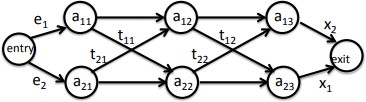 e1 a11 a12 a13 x2
t11 t12
entry exit
t21 t22
e2 a21 a22 a23 x1